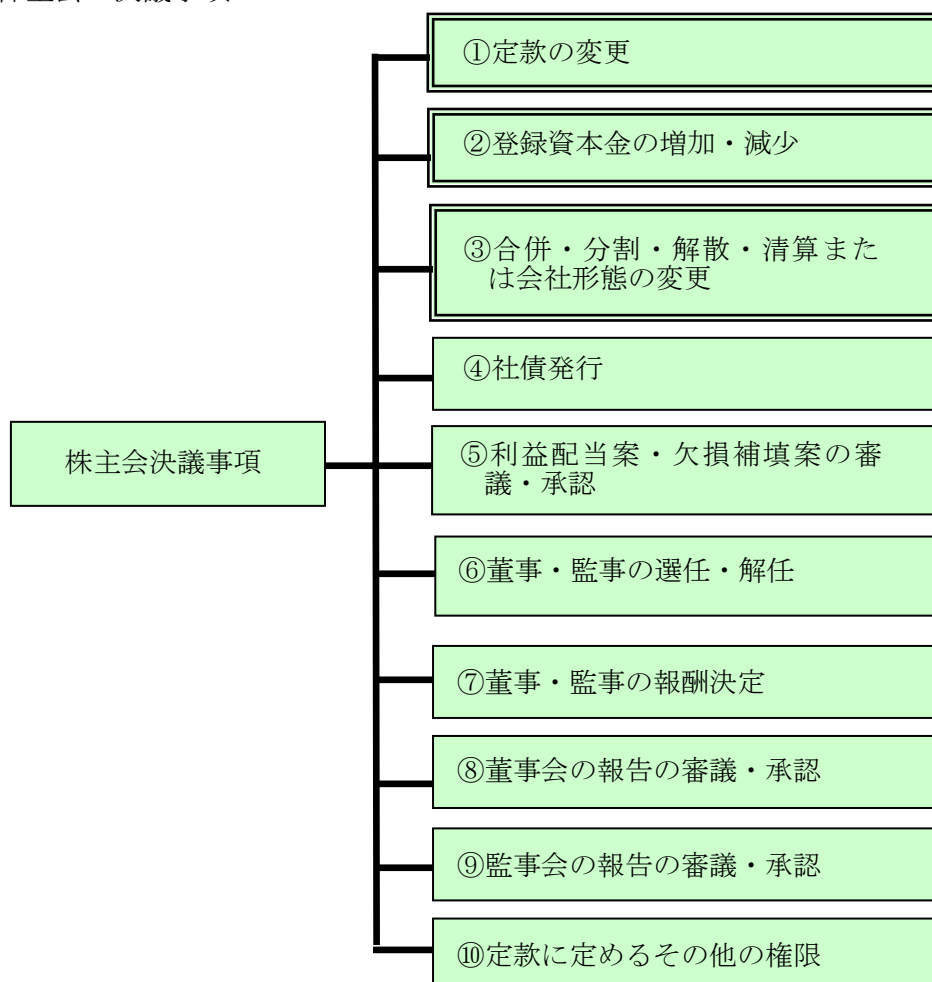 ①定款の変更
②登録資本金の増加・減少
③合併・分割・解散・清算また
は会社形態の変更
④社債発行
株主会決議事項
⑤利益配当案・欠損補填案の審
議・承認
⑥董事・監事の選任・解任
⑦董事・監事の報酬決定
⑧董事会の報告の審議・承認
⑨監事会の報告の審議・承認
⑩定款に定めるその他の権限